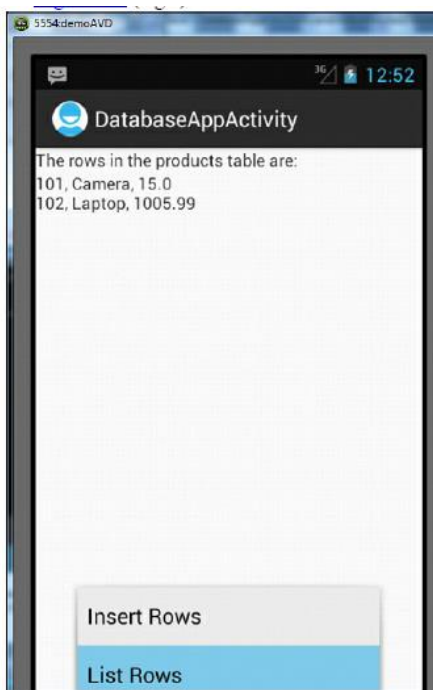 5554:demoAVD
3G 12:52
DatabaseAppActivity
The rows in the products table are:
101, Camera, 15.0
102, Laptop, 1005.99
Insert Rows
List Rows